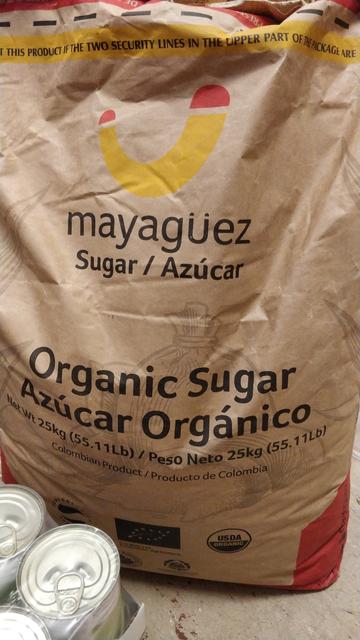 T THIS PRODUCT IF THE TWO SECURITY LINES IN THE UPPER PART OF THE PACKAGE ARE
mayagüez
Sugar / Azúcar
Organic Sugar
Azúcar Orgánico
Net Wt 25kg (55.11Lb) / Peso Neto 25kg (55.11Lb)
Colombian Product / Producto de Colombia
USDA
ORGANIC